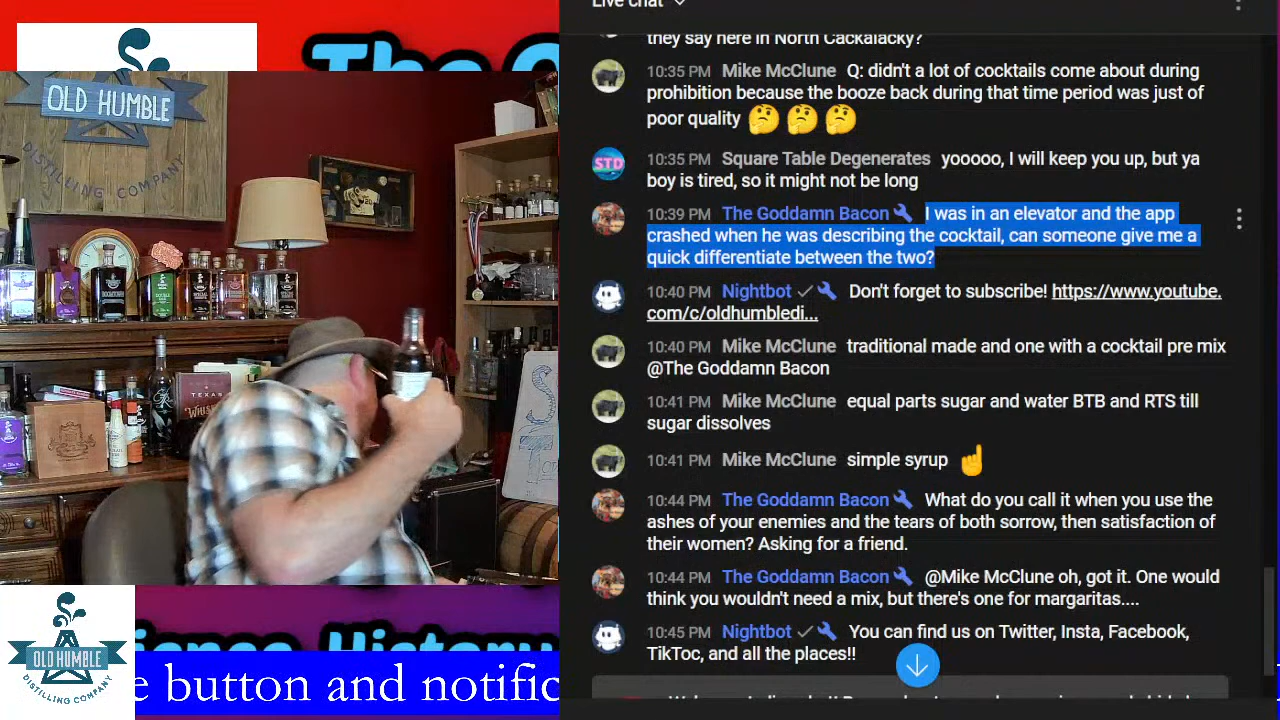 The
OLD HUMBLE
DISTILLING COMPANY
TEXAS
OLD HUMBLE
DISTILLING COMPANY
ience, History
e button and notific
Live chat
they say here in North Cackalacky?
10:35 PM Mike McClune Q: didn't a lot of cocktails come about during
prohibition because the booze back during that time period was just of
poor quality 🤔 🤔 🤔
STD
10:35 PM Square Table Degenerates yooooo, I will keep you up, but ya
boy is tired, so it might not be long
10:39 PM The Goddamn Bacon I was in an elevator and the app
crashed when he was describing the cocktail, can someone give me a
quick differentiate between the two?
10:40 PM Nightbot Don't forget to subscribe! https://www.youtube.
com/c/oldhumbledi...
10:40 PM Mike McClune traditional made and one with a cocktail pre mix
@The Goddamn Bacon
10:41 PM Mike McClune equal parts sugar and water BTB and RTS till
sugar dissolves
10:41 PM Mike McClune simple syrup ☝
10:44 PM The Goddamn Bacon What do you call it when you use the
ashes of your enemies and the tears of both sorrow, then satisfaction of
their women? Asking for a friend.
10:44 PM The Goddamn Bacon @Mike McClune oh, got it. One would
think you wouldn't need a mix, but there's one for margaritas....
10:45 PM Nightbot You can find us on Twitter, Insta, Facebook,
TikToc, and all the places!!